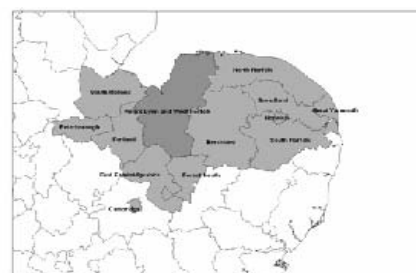 North Norfolk
South Holland
Broadland
Great Yarmouth
King's Lynn and West Norfolk
Norwich
Peterborough
Fenland
Breckland
South Norfolk
East Cambridgeshire
Forest Heath
Cambridge